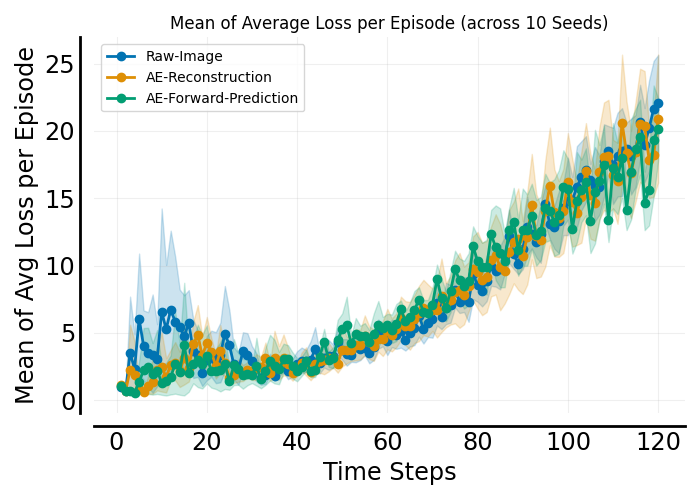 Mean of Average Loss per Episode (across 10 Seeds)
Mean of Avg Loss per Episode
25
20
15
10
5
0
Raw-Image
AE-Reconstruction
AE-Forward-Prediction
0 20 40 60 80 100 120
Time Steps